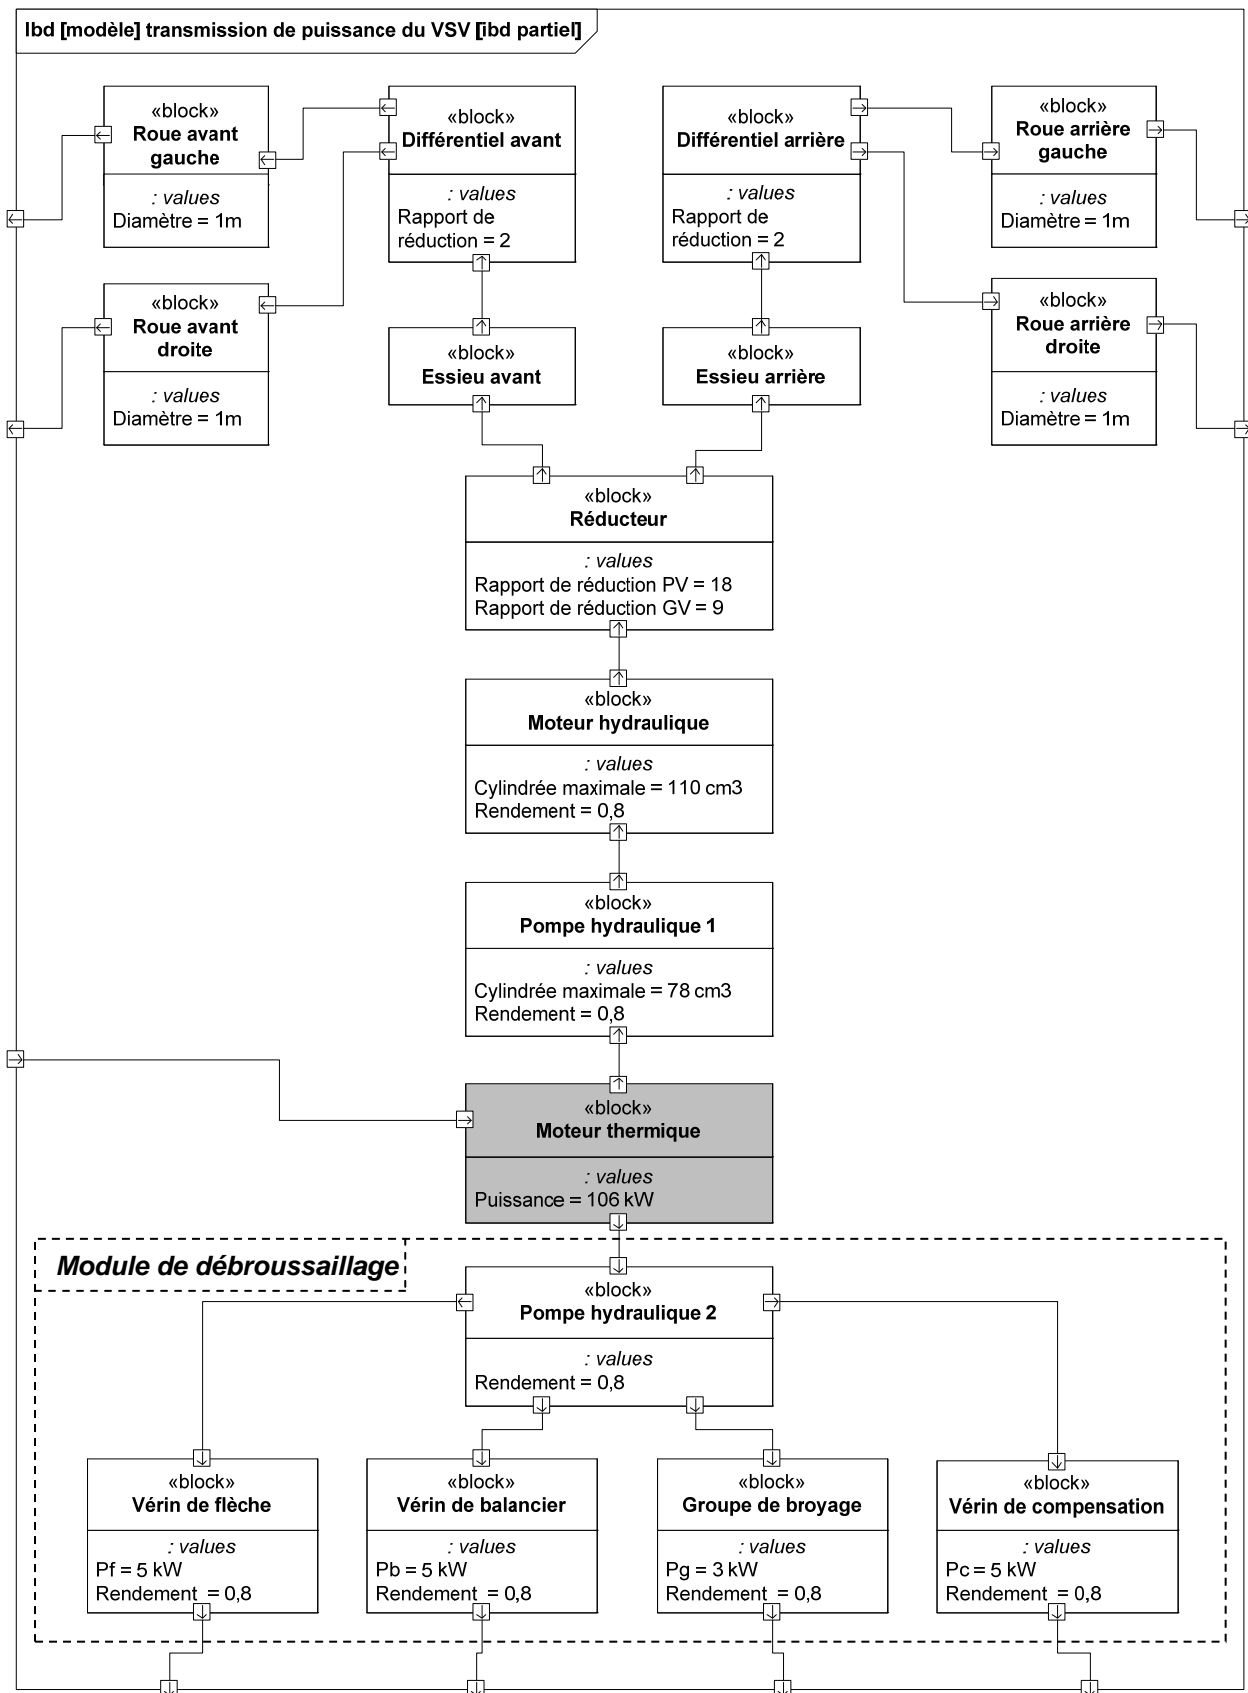 Ibd [modèle] transmission de puissance du VSV [ibd partiel]
«block»
Roue avant
gauche
: values
Diamètre = 1m
«block»
Différentiel avant
: values
Rapport de
réduction = 2
«block»
Différentiel arrière
: values
Rapport de
réduction = 2
«block»
Roue arrière
gauche
: values
Diamètre = 1m
«block»
Roue avant
droite
: values
Diamètre = 1m
«block»
Essieu avant
«block»
Essieu arrière
«block»
Roue arrière
droite
: values
Diamètre = 1m
«block»
Réducteur
: values
Rapport de réduction PV = 18
Rapport de réduction GV = 9
«block»
Moteur hydraulique
: values
Cylindrée maximale = 110 cm3
Rendement = 0,8
«block»
Pompe hydraulique 1
: values
Cylindrée maximale = 78 cm3
Rendement = 0,8
«block»
Moteur thermique
: values
Puissance = 106 kW
Module de débroussaillage
«block»
Pompe hydraulique 2
: values
Rendement = 0,8
«block»
Vérin de flèche
: values
Pf = 5 kW
Rendement = 0,8
«block»
Vérin de balancier
: values
Pb = 5 kW
Rendement = 0,8
«block»
Groupe de broyage
: values
Pg = 3 kW
Rendement = 0,8
«block»
Vérin de compensation
: values
Pc = 5 kW
Rendement = 0,8